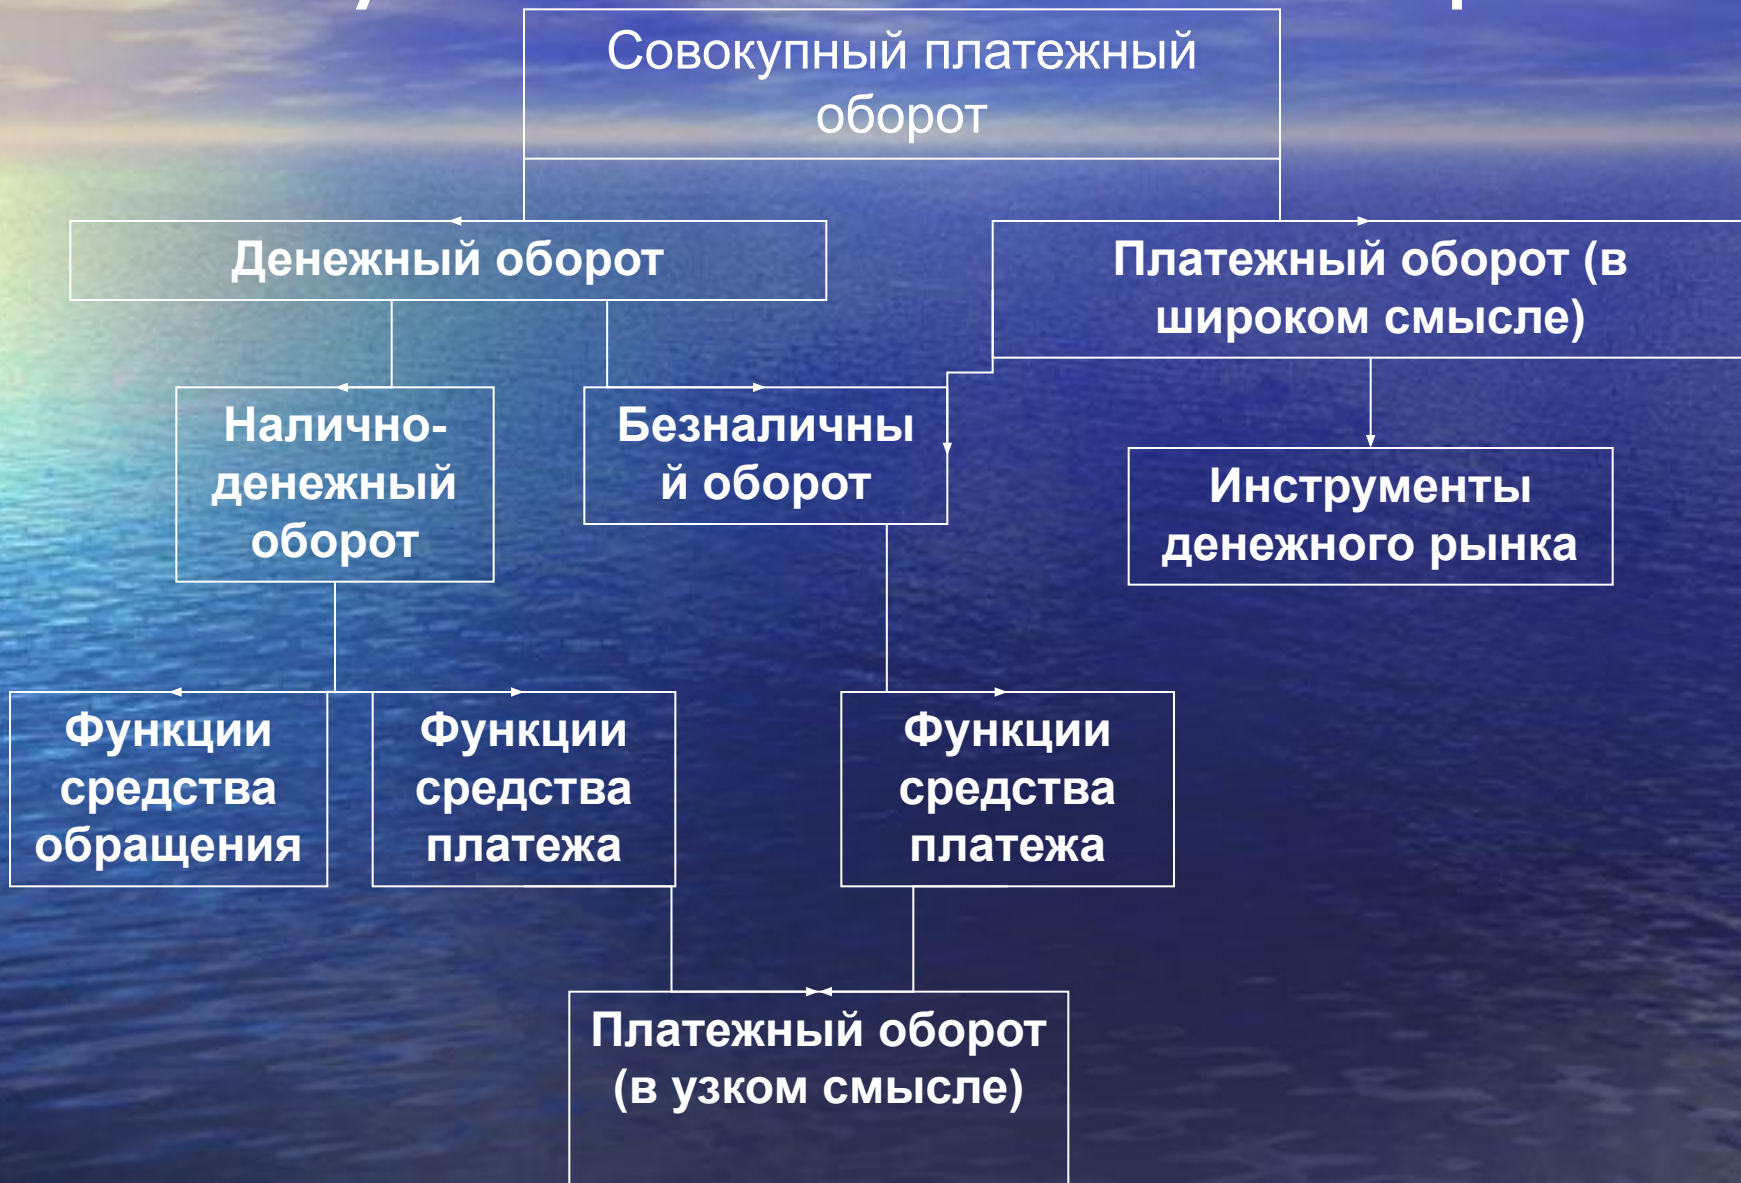 Совокупный платежный
оборот
Денежный оборот
Платежный оборот (в
широком смысле)
Налично-
денежный
оборот
Безналичны
й оборот
Инструменты
денежного рынка
Функции
средства
обращения
Функции
средства
платежа
Функции
средства
платежа
Платежный оборот
(в узком смысле)